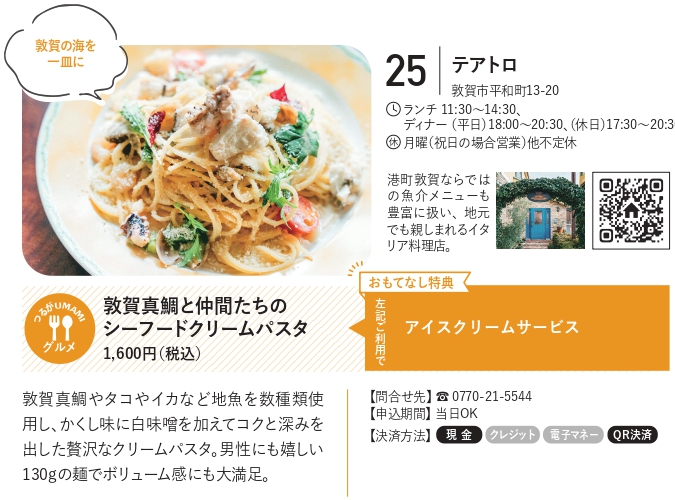 敦賀の海を
一皿に
25
テアトロ
敦賀市平和町13-20
ランチ 11:30〜14:30、
ディナー（平日）18:00〜20:30、（休日）17:30〜20:3
休 月曜（祝日の場合営業）他不定休
港町敦賀ならでは
の魚介メニューも
豊富に扱い、地元
でも親しまれるイタ
リア料理店。
つるがUMAMI
グルメ
敦賀真鯛と仲間たちの
シーフードクリームパスタ
1,600円（税込）
おもてなし特典
左記ご利用で
アイスクリームサービス
敦賀真鯛やタコやイカなど地魚を数種類使
用し、かくし味に白味噌を加えてコクと深みを
出した贅沢なクリームパスタ。男性にも嬉しい
130gの麺でボリューム感にも大満足。
【問合せ先】☎ 0770-21-5544
【申込期間】当日OK
【決済方法】現 金 クレジット 電子マネー QR決済